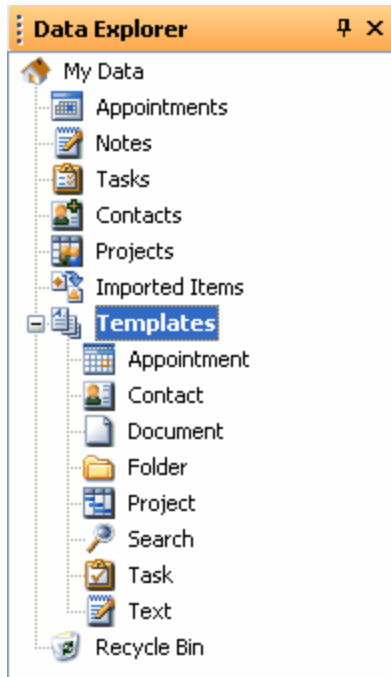 Data Explorer
My Data
Appointments
Notes
Tasks
Contacts
Projects
Imported Items
Templates
Appointment
Contact
Document
Folder
Project
Search
Task
Text
Recycle Bin